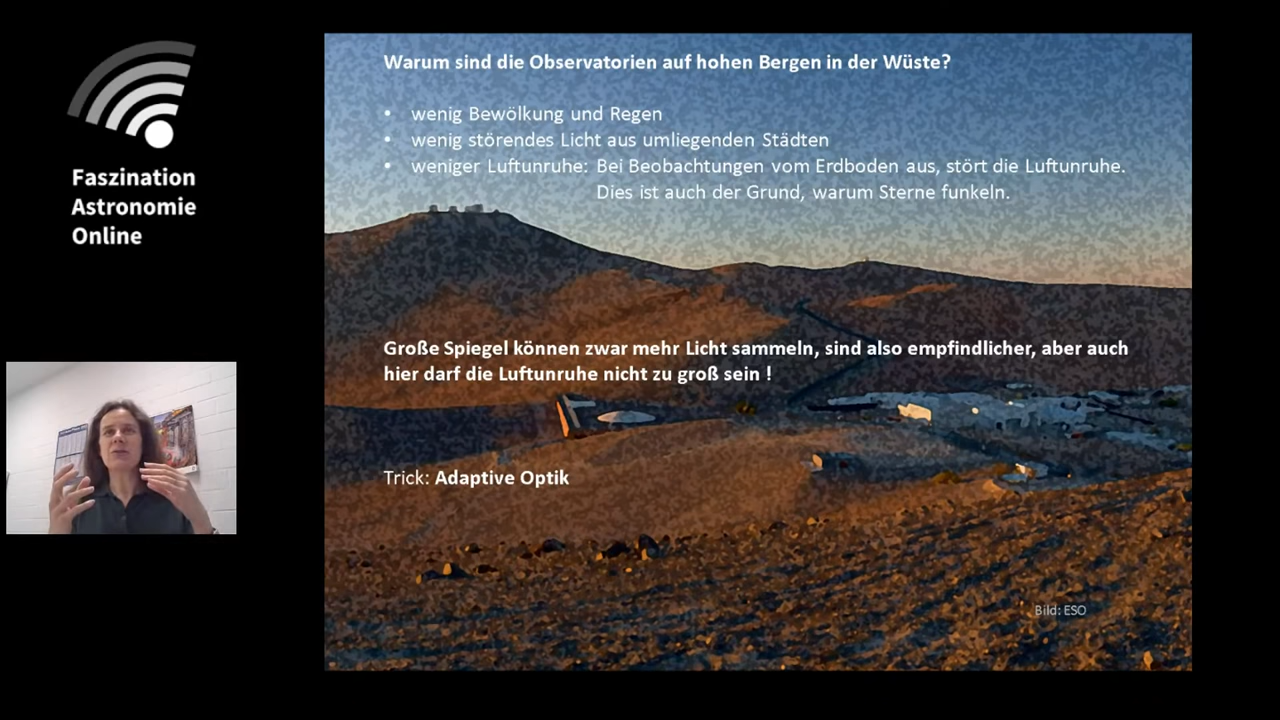 Faszination
Astronomie
Online
Warum sind die Observatorien auf hohen Bergen in der Wüste?
• wenig Bewölkung und Regen
• wenig störendes Licht aus umliegenden Städten
• weniger Luftunruhe: Bei Beobachtungen vom Erdboden aus, stört die Luftunruhe.
Dies ist auch der Grund, warum Sterne funkeln.
Große Spiegel können zwar mehr Licht sammeln, sind also empfindlicher, aber auch
hier darf die Luftunruhe nicht zu groß sein !
Trick: Adaptive Optik
Bild: ESO